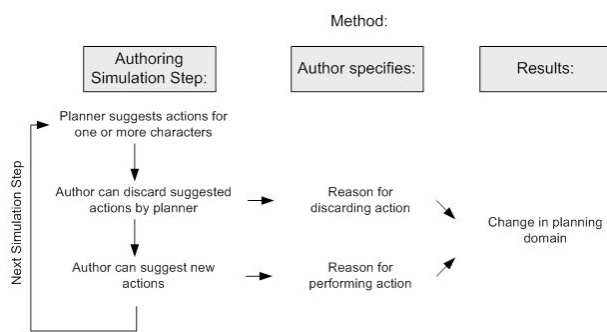 Method:
Authoring
Simulation Step:
Author specifies:
Results:
Planner suggests actions for
one or more characters
Author can discard suggested
actions by planner
Reason for
discarding action
Change in planning
domain
Author can suggest new
actions
Reason for
performing action
Next Simulation Step